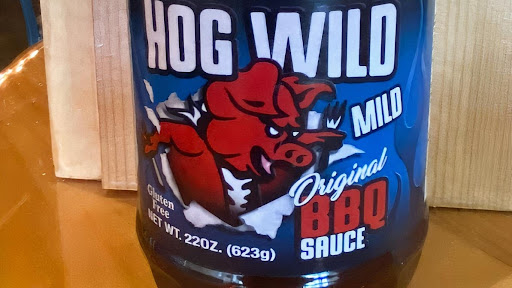 HOG WILD
MILD
Original
BBQ
SAUCE
Gluten
Free
NET WT. 22OZ. (623g)